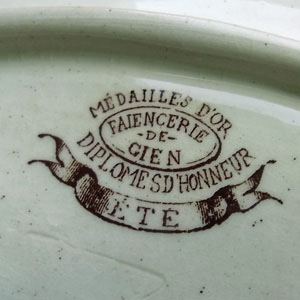 MÉDAILLES D'OR
FAIENCERIE
-DE-
GIEN
DIPLOMES D'HONNEUR
ÉTÉ